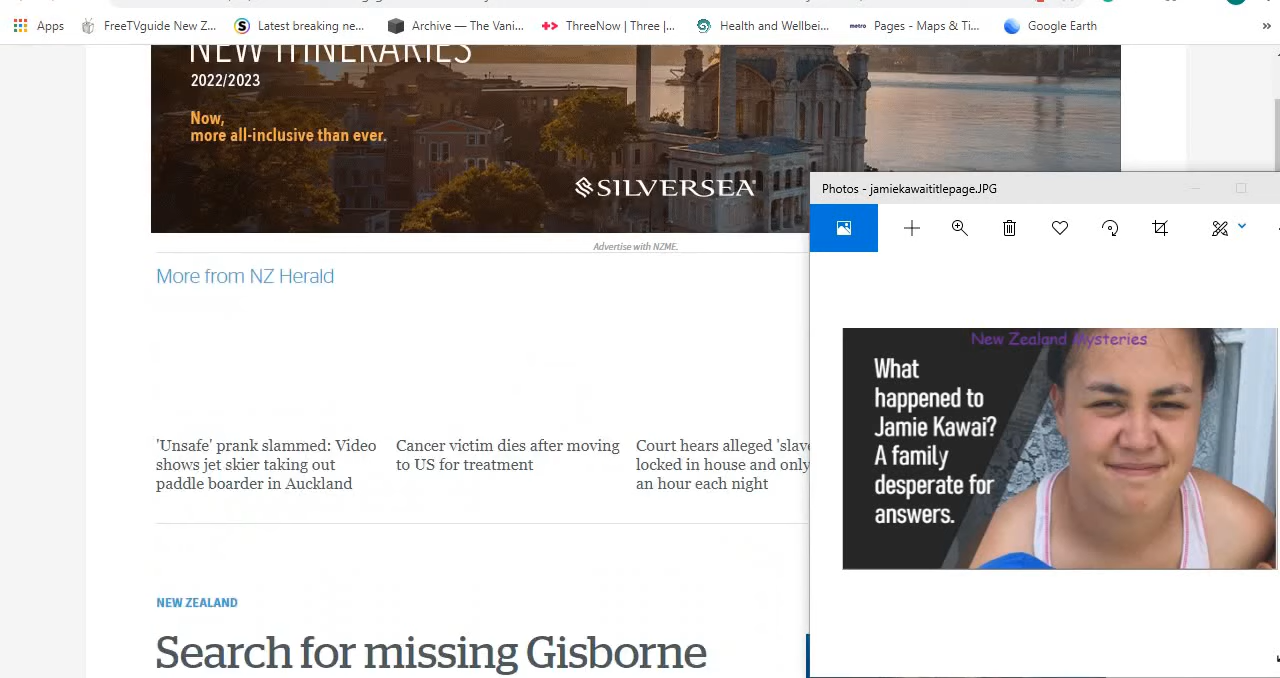 Apps
FreeTVguide New Z...
Latest breaking ne...
Archive — The Vani...
ThreeNow | Three |...
Health and Wellbei...
metro
Pages - Maps & Ti...
Google Earth
»
NEW ITINERARIES
2022/2023
Now,
more all-inclusive than ever.
SILVERSEA
Advertise with NZME.
More from NZ Herald
'Unsafe' prank slammed: Video
shows jet skier taking out
paddle boarder in Auckland
Cancer victim dies after moving
to US for treatment
Court hears alleged 'slav
locked in house and only
an hour each night
NEW ZEALAND
Search for missing Gisborne
Photos - jamiekawaititlepage.JPG
New Zealand Mysteries
What
happened to
Jamie Kawai?
A family
desperate for
answers.